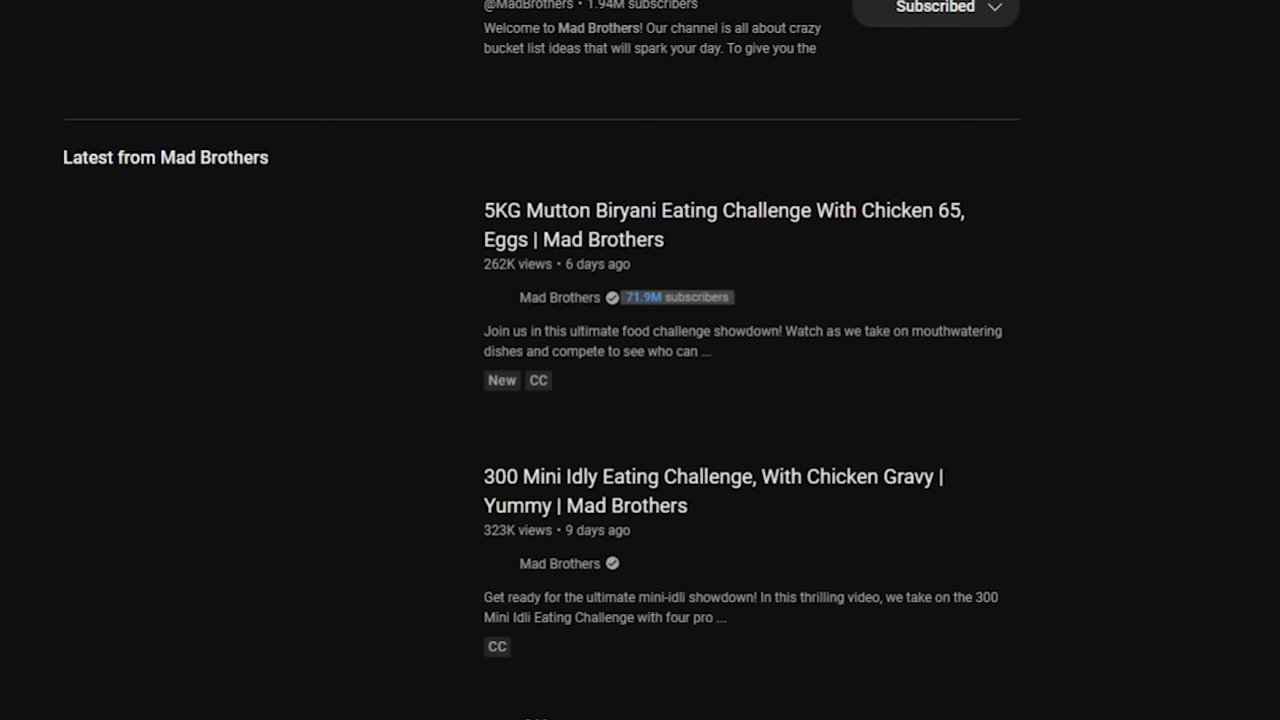 @MadBrothers • 1.94M subscribers
Subscribed
Welcome to Mad Brothers! Our channel is all about crazy
bucket list ideas that will spark your day. To give you the
Latest from Mad Brothers
5KG Mutton Biryani Eating Challenge With Chicken 65,
Eggs | Mad Brothers
262K views • 6 days ago
Mad Brothers 71.9M subscribers
Join us in this ultimate food challenge showdown! Watch as we take on mouthwatering
dishes and compete to see who can ...
New CC
300 Mini Idly Eating Challenge, With Chicken Gravy |
Yummy | Mad Brothers
323K views • 9 days ago
Mad Brothers
Get ready for the ultimate mini-idli showdown! In this thrilling video, we take on the 300
Mini Idli Eating Challenge with four pro ...
CC